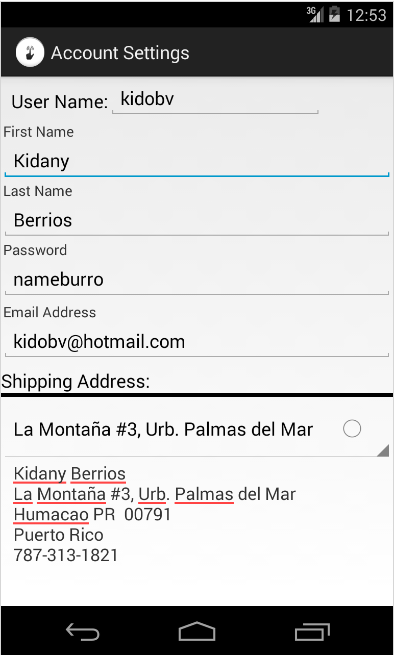 3G 12:53
Account Settings
User Name: kidobv
First Name
Kidany
Last Name
Berrios
Password
nameburro
Email Address
kidobv@hotmail.com
Shipping Address:
La Montaña #3, Urb. Palmas del Mar
Kidany Berrios
La Montaña #3, Urb. Palmas del Mar
Humacao PR  00791
Puerto Rico
787-313-1821